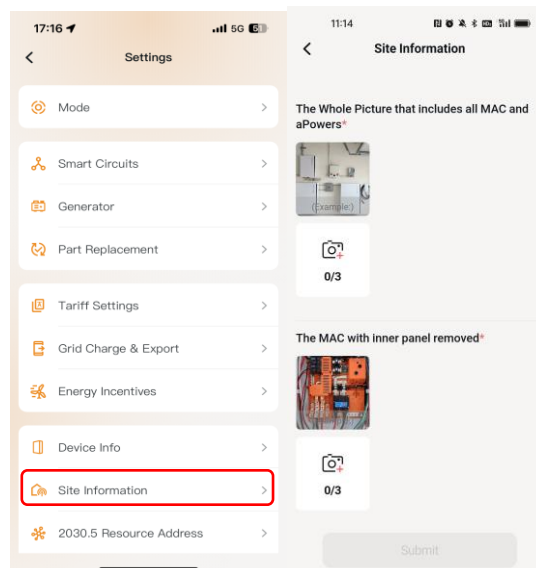 17:16
5G
5
Settings
Mode
Smart Circuits
Generator
Part Replacement
Tariff Settings
Grid Charge & Export
Energy Incentives
Device Info
Site Information
2030.5 Resource Address
11:14
Site Information
The Whole Picture that includes all MAC and
aPowers*
(Example:)
0/3
The MAC with inner panel removed*
0/3
Submit